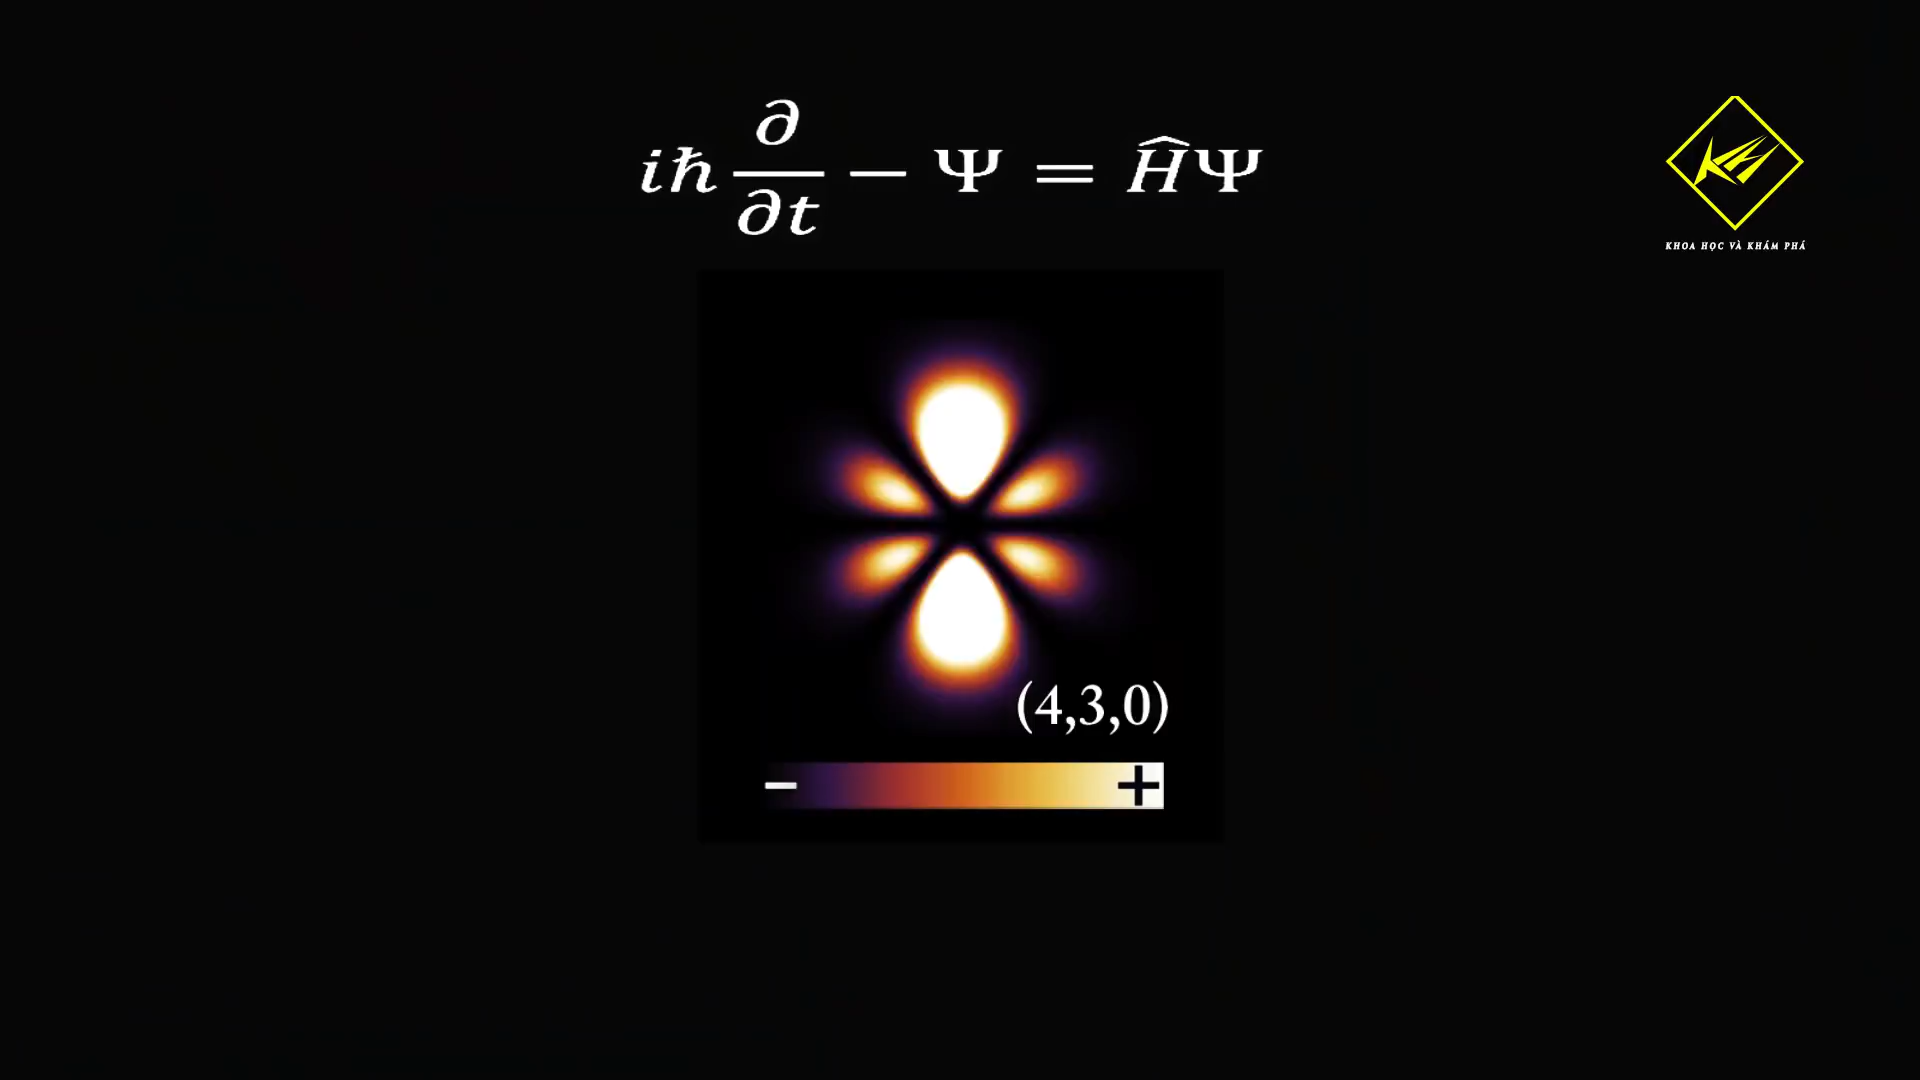 iħ ∂/∂t − Ψ = ĤΨ
KHOA HỌC VÀ KHÁM PHÁ
(4,3,0)
− +